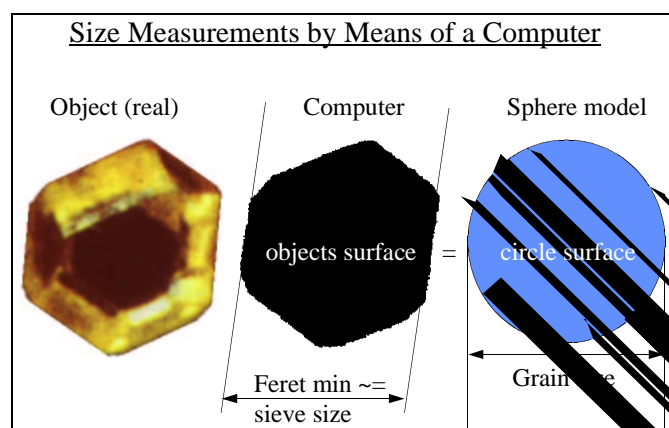 Size Measurements by Means of a Computer
Object (real)
Computer
Sphere model
objects surface
=
circle surface
Feret min ~=
sieve size
Grain